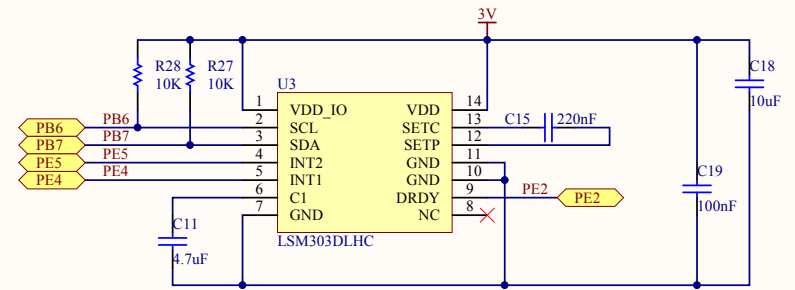 3V
R28
10K
R27
10K
U3
C18
10uF
1 VDD_IO VDD 14
PB6 PB6 2 SCL SETC 13 C15 220nF
PB7 PB7 3 SDA SETP 12
PE5 PE5 4 INT2 GND 11
PE4 PE4 5 INT1 GND 10
6 C1 DRDY 9 PE2 PE2
7 GND NC 8
C19
100nF
C11
4.7uF
LSM303DLHC